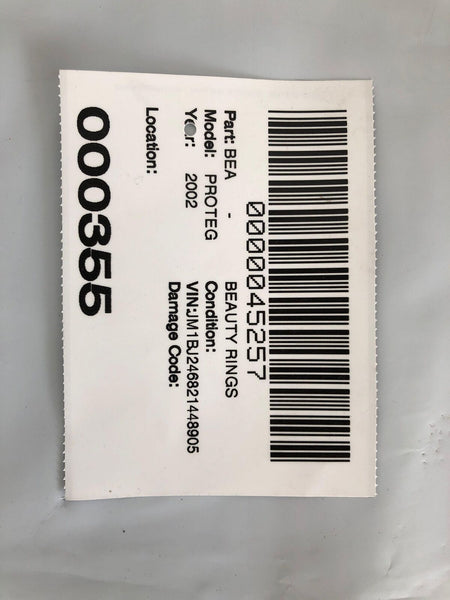 0000045257
Part: BEA - BEAUTY RINGS
Model: PROTEG Condition:
Year: 2002 VIN:JM1BJ246821448905
Damage Code:
Location:
000355